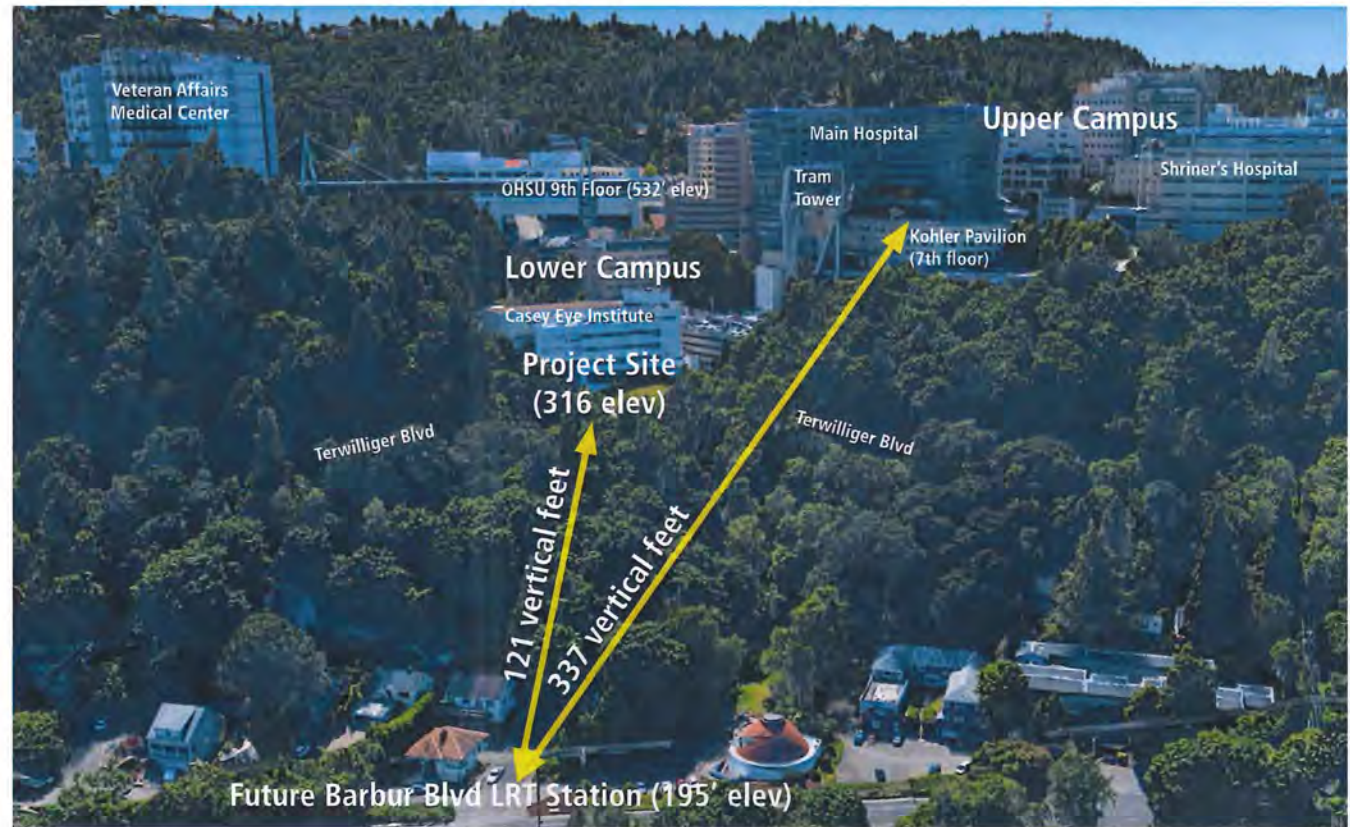 Veteran Affairs
Medical Center
Main Hospital
Upper Campus
Shriner's Hospital
OHSU 9th Floor (532' elev)
Tram
Tower
Kohler Pavilion
(7th floor)
Lower Campus
Casey Eye Institute
Project Site
(316 elev)
Terwilliger Blvd
Terwilliger Blvd
121 vertical feet
337 vertical feet
Future Barbur Blvd LRT Station (195' elev)